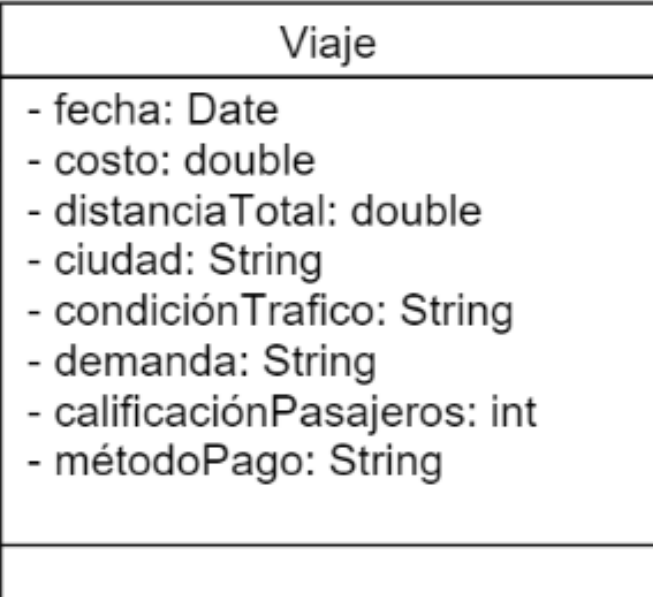 Viaje
- fecha: Date
- costo: double
- distanciaTotal: double
- ciudad: String
- condiciónTrafico: String
- demanda: String
- calificaciónPasajeros: int
- métodoPago: String